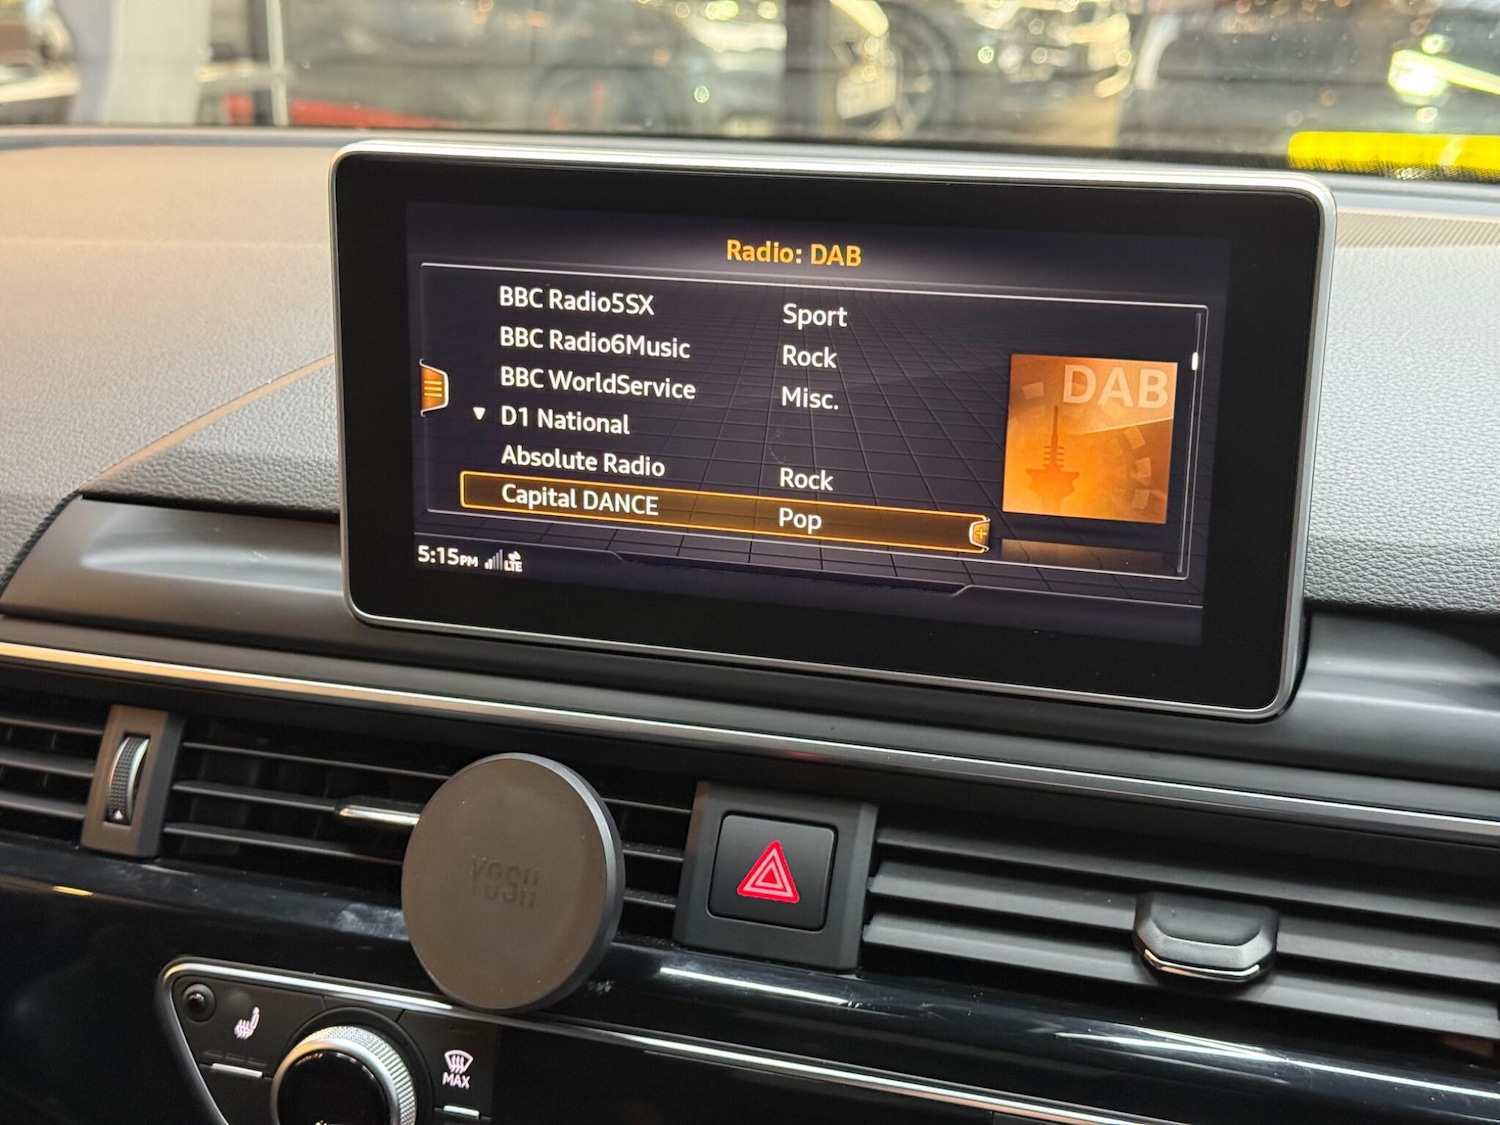 Radio: DAB
BBC Radio5SX Sport
BBC Radio6Music Rock
BBC WorldService Misc.
D1 National
Absolute Radio Rock
Capital DANCE Pop
DAB
5:15PM LTE
YOSH
MAX